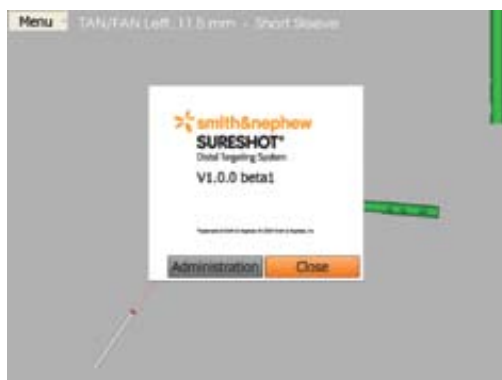 Menu TAN/FAN Left, 11.5 mm - Short Sleeve
smith&nephew
SURESHOT®
Distal Targeting System
V1.0.0 beta1
Administration Close